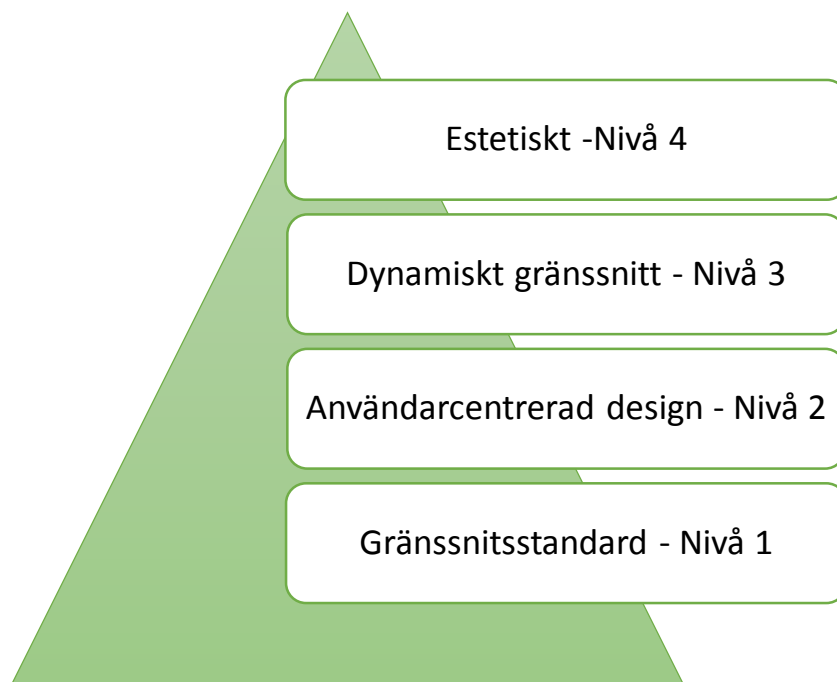 Estetiskt -Nivå 4
Dynamiskt gränssnitt - Nivå 3
Användarcentrerad design - Nivå 2
Gränssnitsstandard - Nivå 1